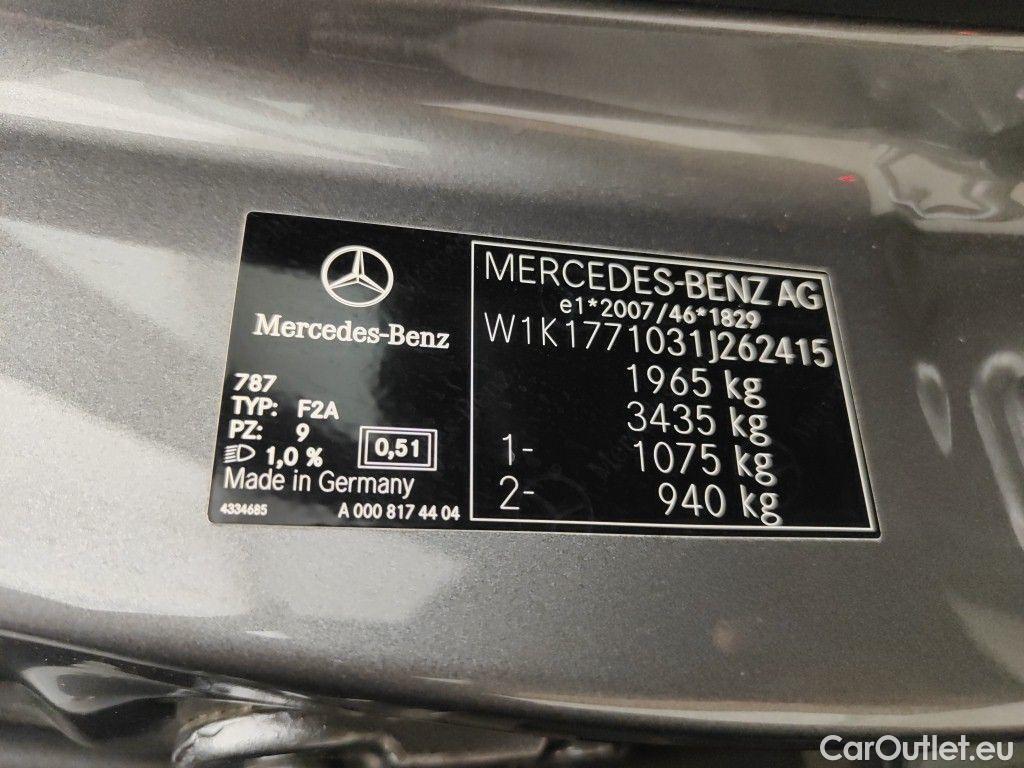 Mercedes-Benz
787
TYP: F2A
PZ: 9
1,0 %
0,51
Made in Germany
4334685 A 000 817 44 04
MERCEDES-BENZ AG
e1*2007/46*1829
W1K1771031J262415
1965 kg
3435 kg
1- 1075 kg
2- 940 kg
CarOutlet.eu